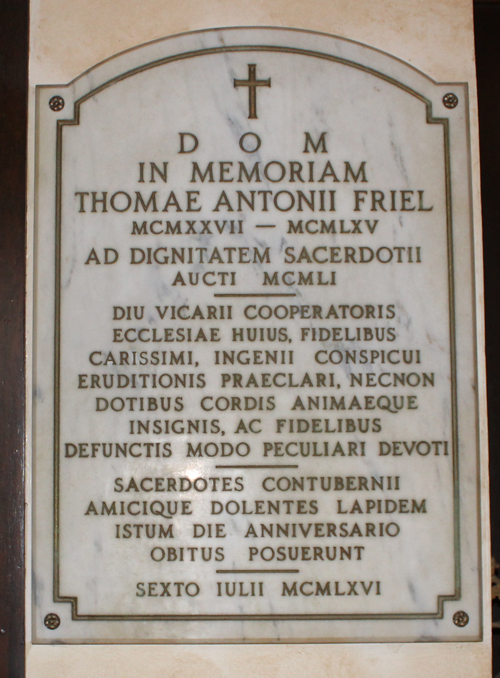 D O M
IN MEMORIAM
THOMAE ANTONII FRIEL
MCMXXVII — MCMLXV
AD DIGNITATEM SACERDOTII
AUCTI MCMLI
DIU VICARII COOPERATORIS
ECCLESIAE HUIUS, FIDELIBUS
CARISSIMI, INGENII CONSPICUI
ERUDITIONIS PRAECLARI, NECNON
DOTIBUS CORDIS ANIMAEQUE
INSIGNIS, AC FIDELIBUS
DEFUNCTIS MODO PECULIARI DEVOTI
SACERDOTES CONTUBERNII
AMICIQUE DOLENTES LAPIDEM
ISTUM DIE ANNIVERSARIO
OBITUS POSUERUNT
SEXTO IULII MCMLXVI